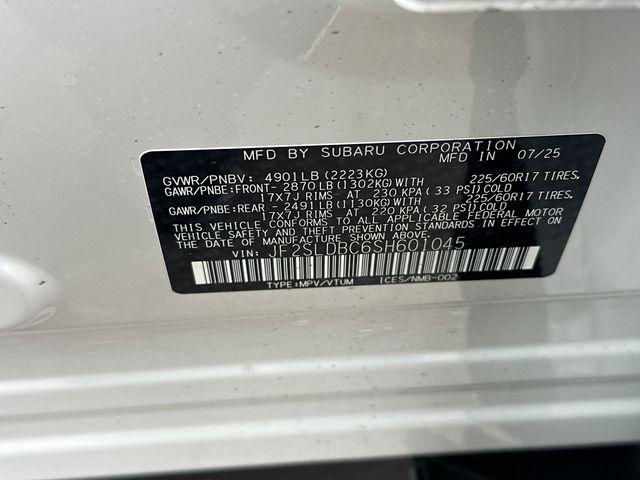 MFD BY SUBARU CORPORATION
MFD IN 07/25
GVWR/PNBV: 4901 LB (2223KG)
GAWR/PNBE:FRONT- 2870 LB (1302KG) WITH 225/60R17 TIRES.
17X7J RIMS AT 230 KPA ( 33 PSI) COLD
GAWR/PNBE:REAR - 2491 LB (1130KG) WITH 225/60R17 TIRES.
17X7J RIMS AT 220 KPA ( 32 PSI) COLD
THIS VEHICLE CONFORMS TO ALL APPLICABLE FEDERAL MOTOR
VEHICLE SAFETY AND THEFT PREVENTION STANDARDS IN EFFECT ON
THE DATE OF MANUFACTURE SHOWN ABOVE.
VIN: JF2SLDBC6SH601045
TYPE:MPV/VTUM ICES/NMB-002